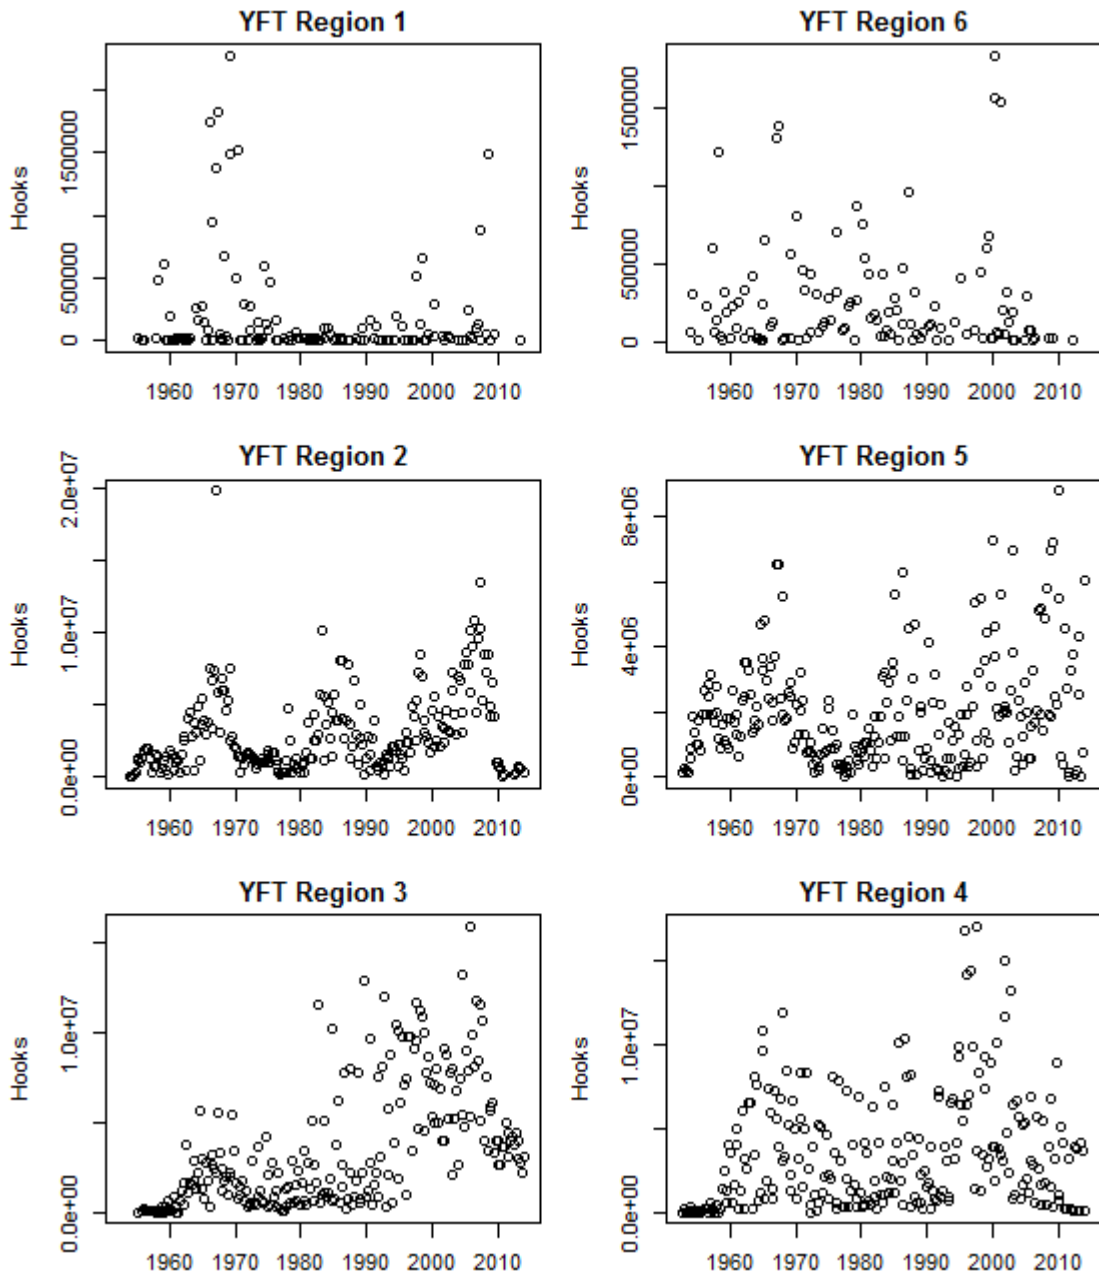 YFT Region 1
Hooks
0
500000
1500000
1960 1970 1980 1990 2000 2010
YFT Region 6
Hooks
0
500000
1500000
1960 1970 1980 1990 2000 2010
YFT Region 2
Hooks
0.0e+00
1.0e+07
2.0e+07
1960 1970 1980 1990 2000 2010
YFT Region 5
Hooks
0e+00
4e+06
8e+06
1960 1970 1980 1990 2000 2010
YFT Region 3
Hooks
0.0e+00
1.0e+07
1960 1970 1980 1990 2000 2010
YFT Region 4
Hooks
0.0e+00
1.0e+07
1960 1970 1980 1990 2000 2010